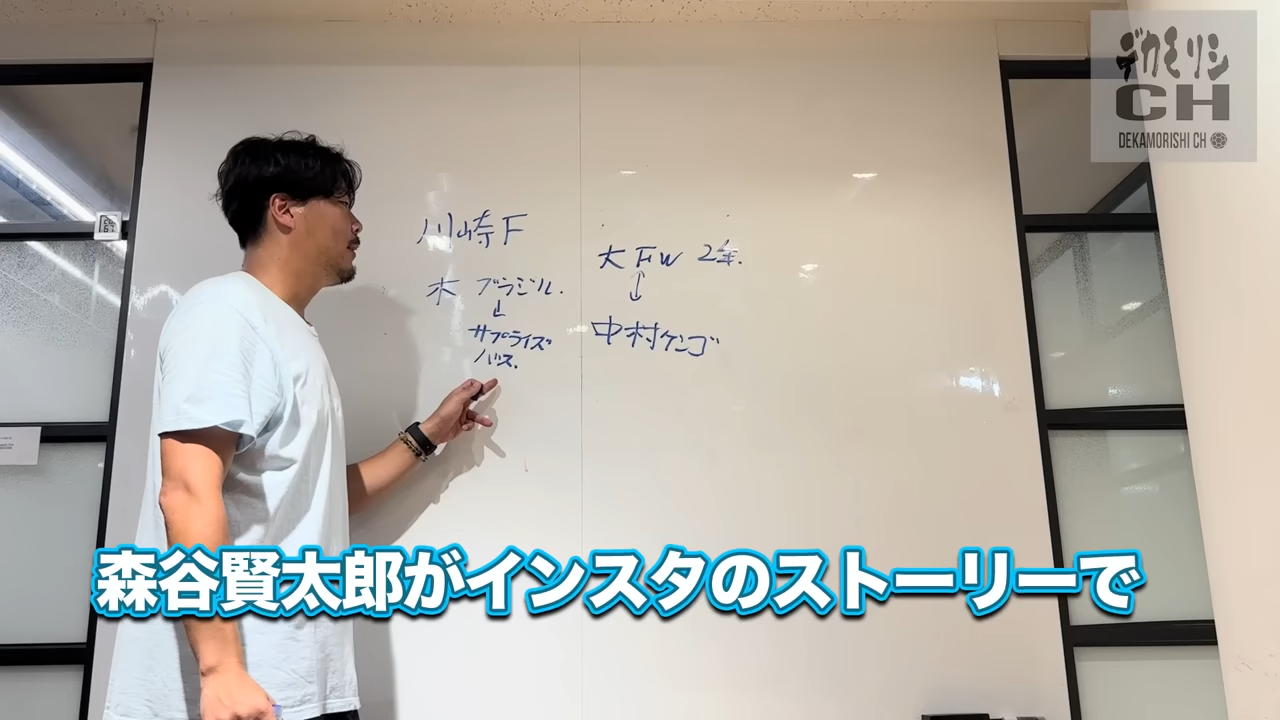 デカモリシ
CH
DEKAMORISHI CH
川崎F
木 ブラジル.
サプライズ
パス.
大 FW 2年.
↕
中村ケンゴ
森谷賢太郎がインスタのストーリーで